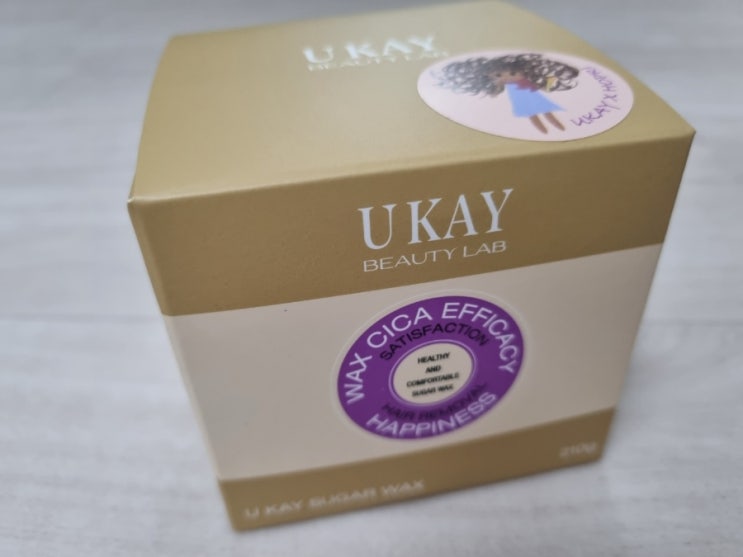 U KAY
BEAUTY LAB
UKAY X
U KAY
BEAUTY LAB
WAX CICA EFFICACY
SATISFACTION
HEALTHY
AND
COMFORTABLE
SUGAR WAX
HAIR REMOVAL
HAPPINESS
U KAY SUGAR WAX
210g